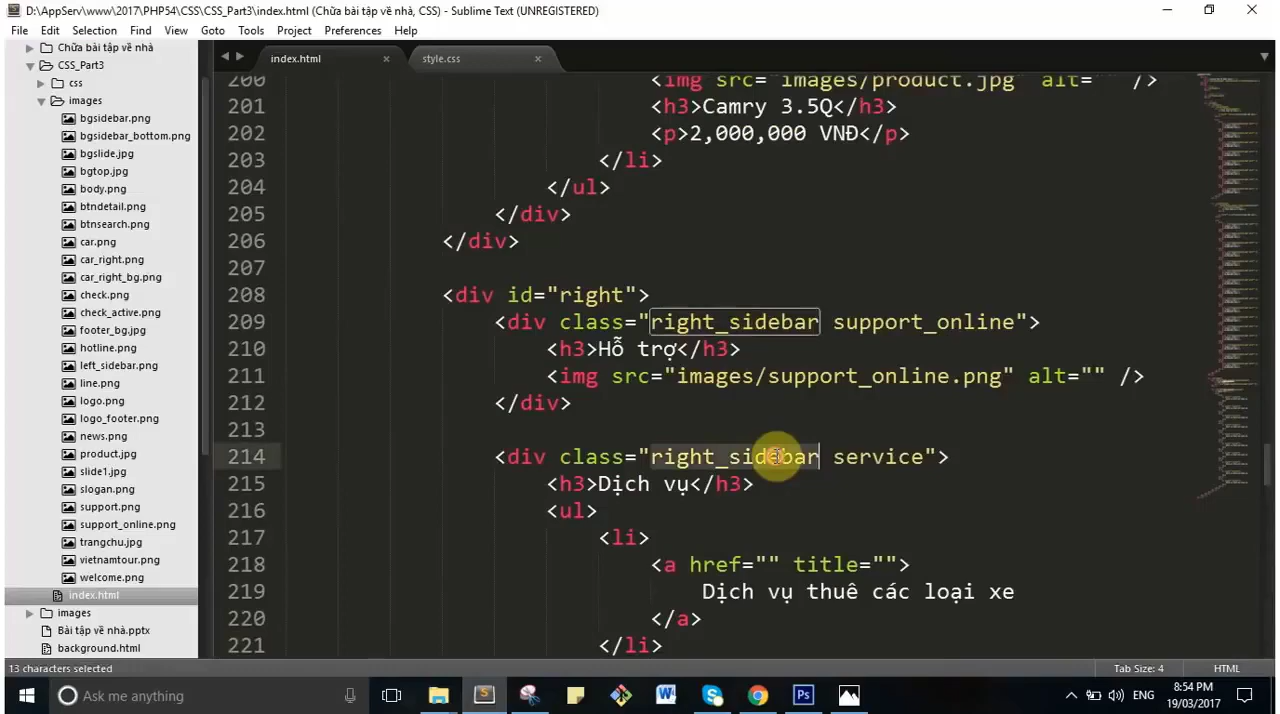 D:\AppServ\www\2017\PHP54\CSS\CSS_Part3\index.html (Chữa bài tập về nhà, CSS) - Sublime Text (UNREGISTERED)
File Edit Selection Find View Goto Tools Project Preferences Help
Chữa bài tập về nhà
CSS_Part3
css
images
bgsidebar.png
bgsidebar_bottom.png
bgslide.jpg
bgtop.jpg
body.png
btndetail.png
btnsearch.png
car.png
car_right.png
car_right_bg.png
check.png
check_active.png
footer_bg.jpg
hotline.png
left_sidebar.png
line.png
logo.png
logo_footer.png
news.png
product.jpg
slide1.jpg
slogan.png
support.png
support_online.png
trangchu.jpg
vietnamtour.png
welcome.png
index.html
images
Bài tập về nhà.pptx
background.html
index.html × style.css ×
200 <img src="images/product.jpg" alt="" />
201 <h3>Camry 3.5Q</h3>
202 <p>2,000,000 VNĐ</p>
203 </li>
204 </ul>
205 </div>
206 </div>
207
208 <div id="right">
209 <div class="right_sidebar support_online">
210 <h3>Hỗ trợ</h3>
211 <img src="images/support_online.png" alt="" />
212 </div>
213
214 <div class="right_sidebar service">
215 <h3>Dịch vụ</h3>
216 <ul>
217 <li>
218 <a href="" title="">
219 Dịch vụ thuê các loại xe
220 </a>
221 </li>
13 characters selected Tab Size: 4 HTML
Ask me anything
ENG
8:54 PM
19/03/2017